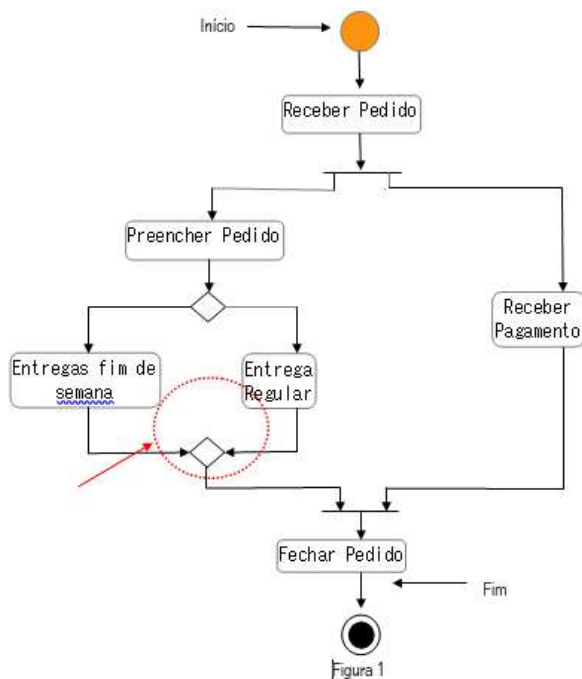 Início
Receber Pedido
Preencher Pedido
Receber
Pagamento
Entregas fim de
semana
Entrega
Regular
Fechar Pedido
Fim
Figura 1